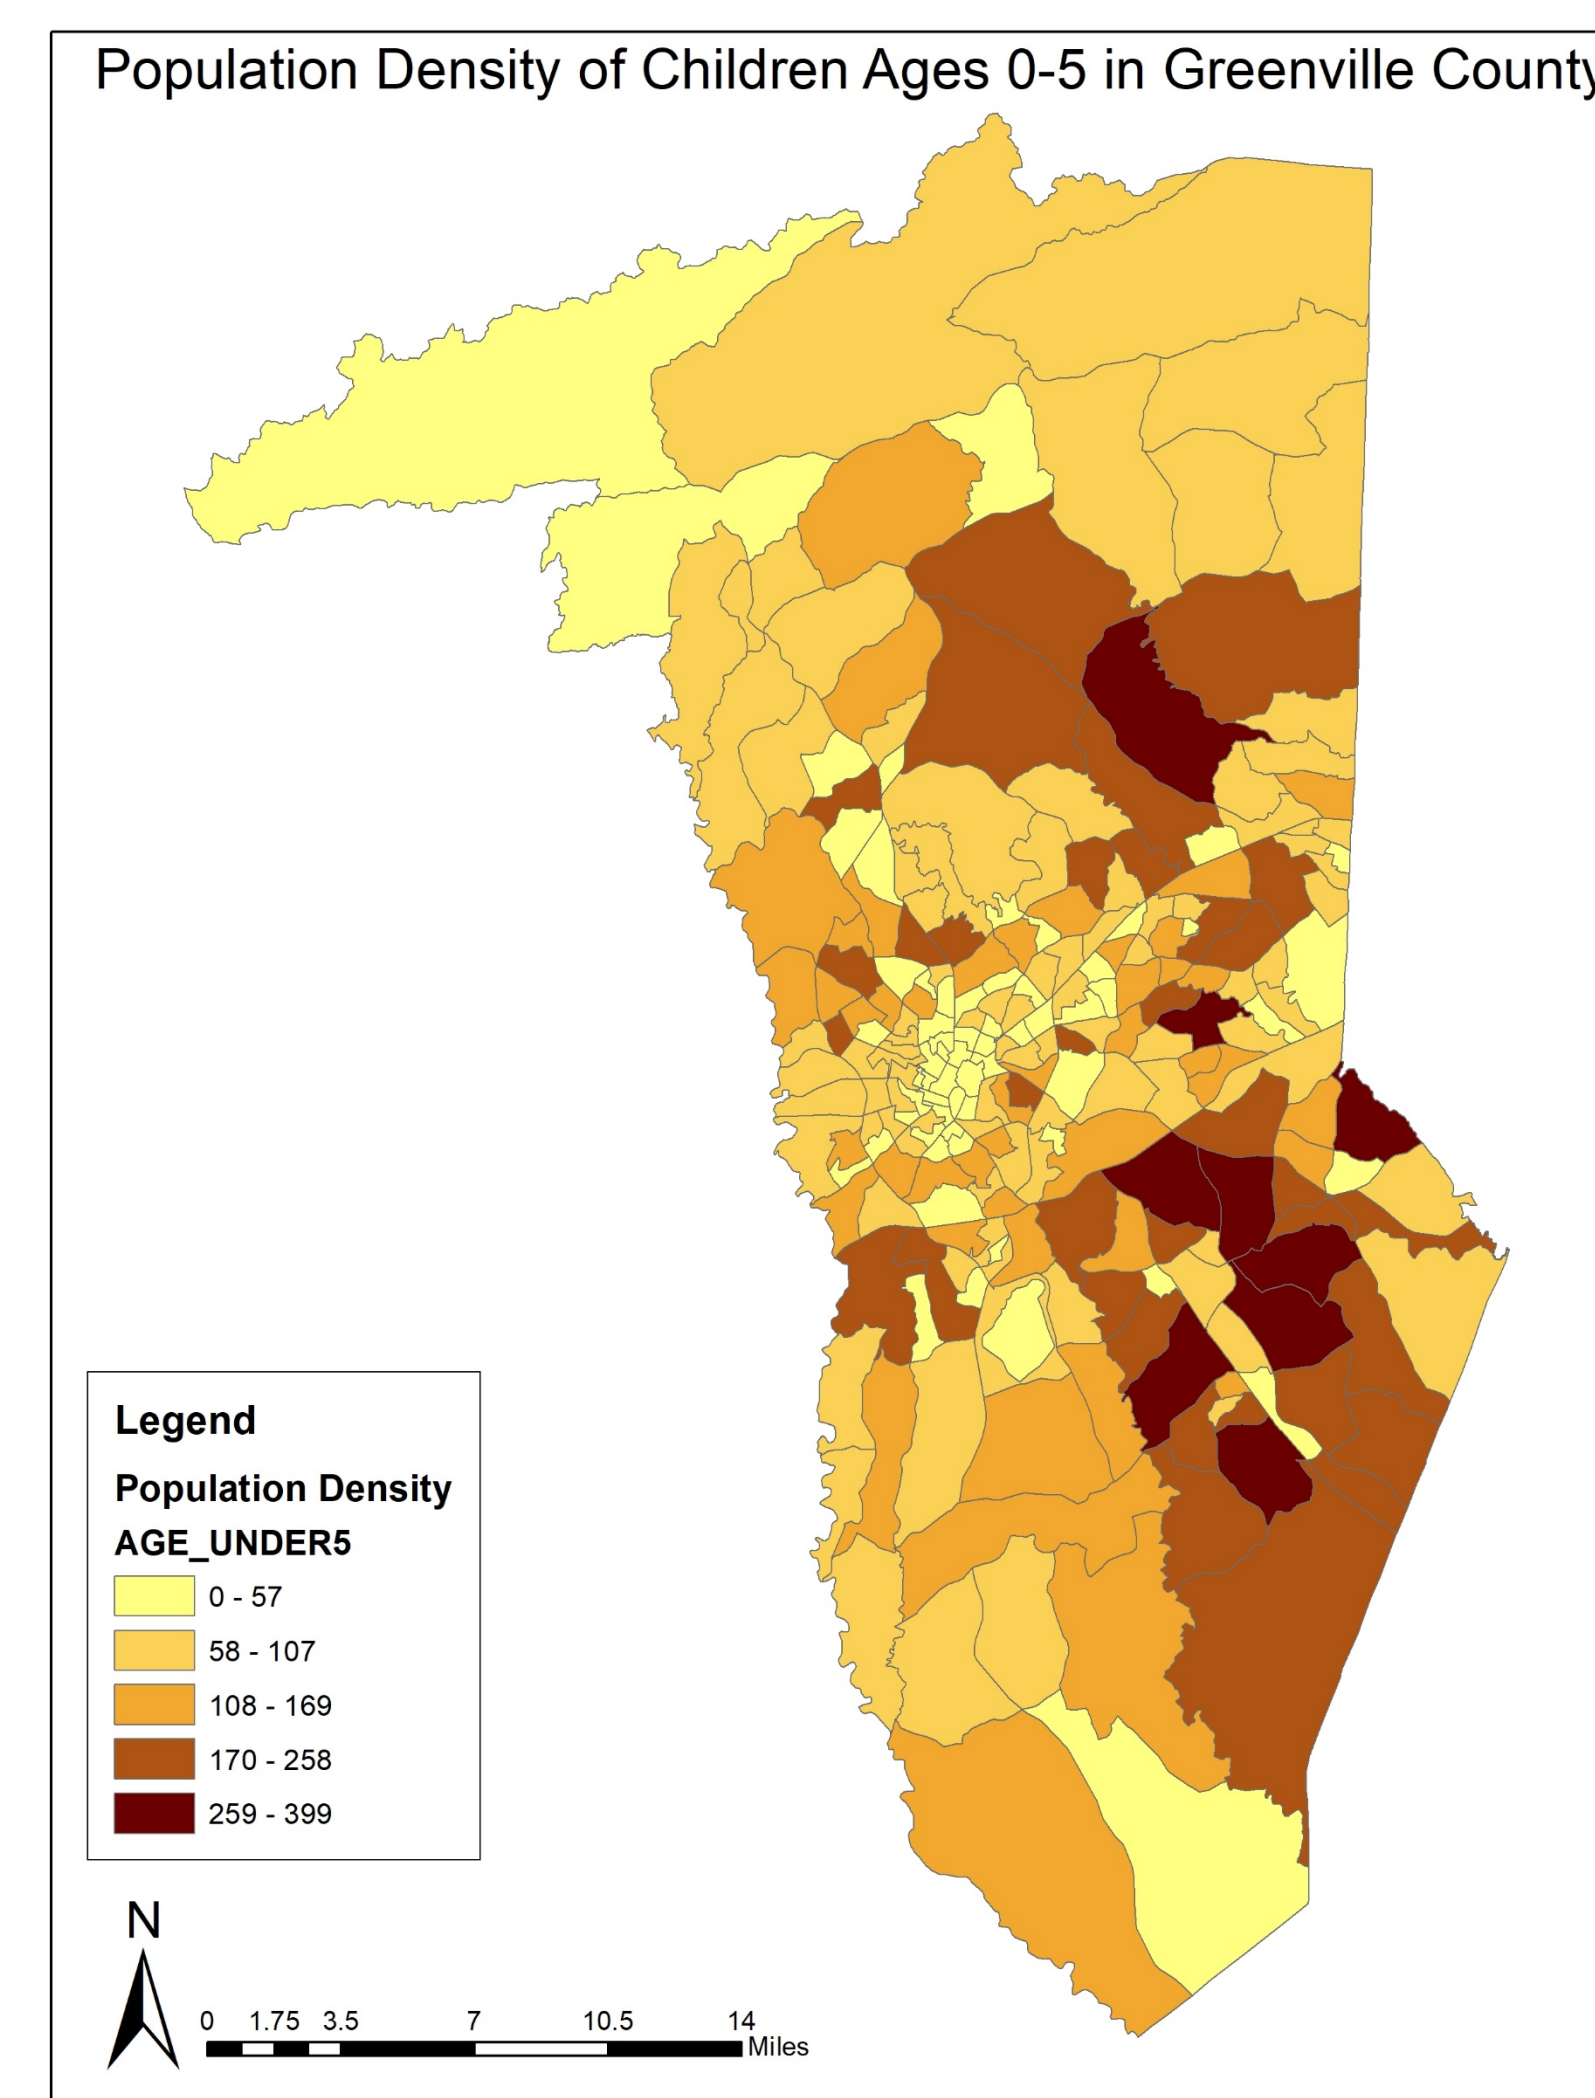 Population Density of Children Ages 0-5 in Greenville County
Legend
Population Density
AGE_UNDER5
0 - 57
58 - 107
108 - 169
170 - 258
259 - 399
N
0 1.75 3.5 7 10.5 14
Miles